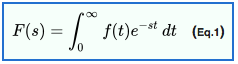 F(s) = ∫₀^∞ f(t)e^{-st} dt (Eq.1)